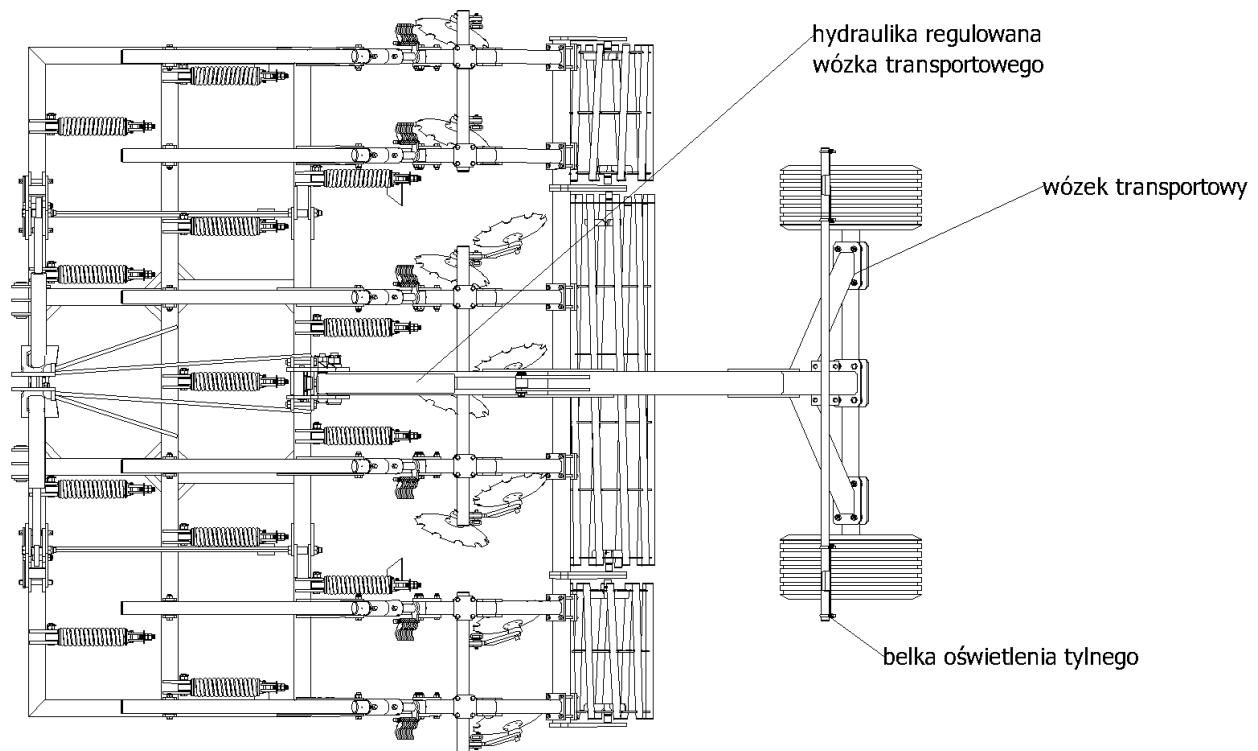 hydraulika regulowana
wózka transportowego
wózek transportowy
belka oświetlenia tylnego